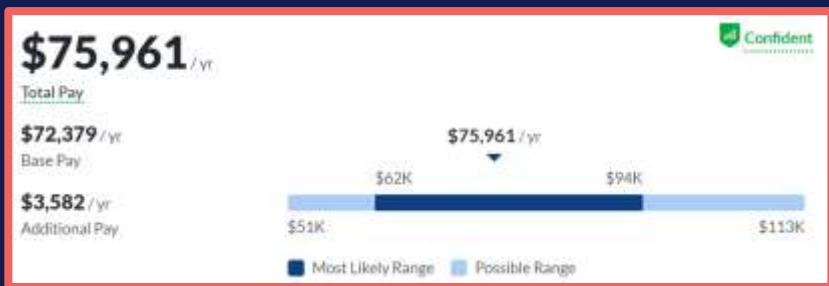 $75,961 / yr
Confident
Total Pay
$72,379 / yr
Base Pay
$3,582 / yr
Additional Pay
$75,961 / yr
$62K $94K
$51K $113K
Most Likely Range Possible Range